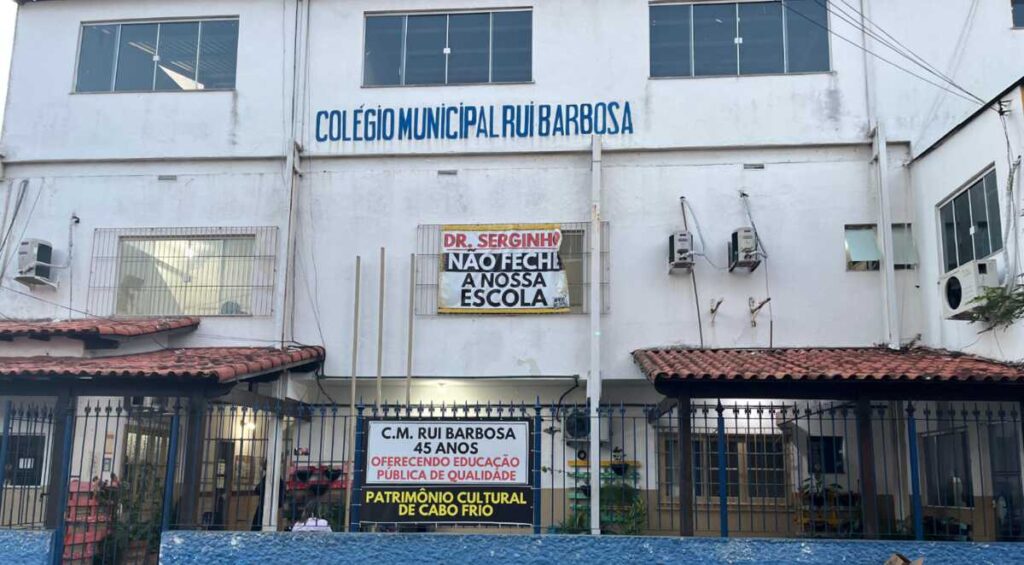 COLÉGIO MUNICIPAL RUI BARBOSA
DR. SERGINHO
NÃO FECHE
A NOSSA
ESCOLA
C.M. RUI BARBOSA
45 ANOS
OFERECENDO EDUCAÇÃO
PÚBLICA DE QUALIDADE
PATRIMÔNIO CULTURAL
DE CABO FRIO